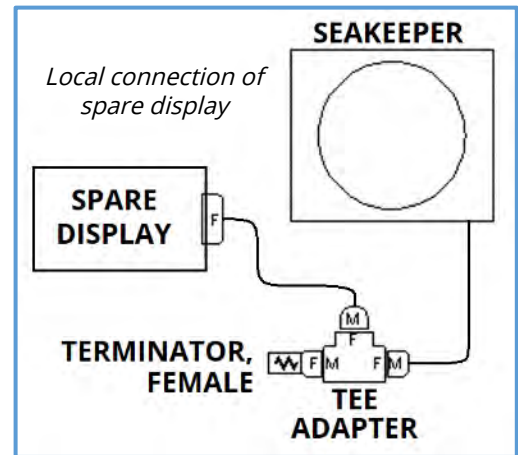 SEAKEEPER
Local connection of
spare display
SPARE
DISPLAY
F
M
F
TERMINATOR,
FEMALE
F
M
F
M
TEE
ADAPTER